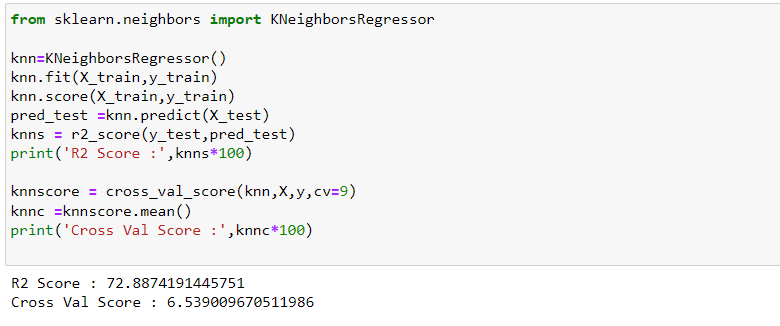 from sklearn.neighbors import KNeighborsRegressor
knn=KNeighborsRegressor()
knn.fit(X_train,y_train)
knn.score(X_train,y_train)
pred_test =knn.predict(X_test)
knns = r2_score(y_test,pred_test)
print('R2 Score :',knns*100)
knnscore = cross_val_score(knn,X,y,cv=9)
knnc =knnscore.mean()
print('Cross Val Score :',knnc*100)
R2 Score : 72.8874191445751
Cross Val Score : 6.539009670511986